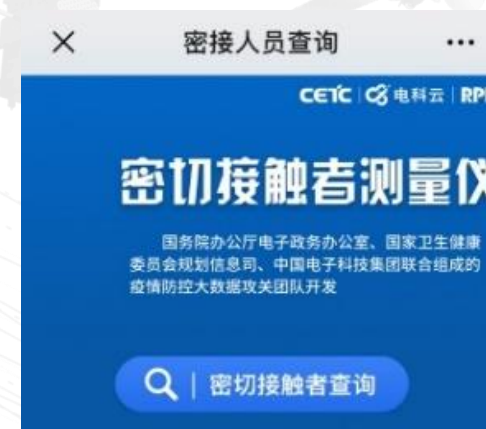 密接人员查询
CETC 电科云 RP
密切接触者测量仪
国务院办公厅电子政务办公室、国家卫生健康
委员会规划信息司、中国电子科技集团联合组成的
疫情防控大数据攻关团队开发
密切接触者查询